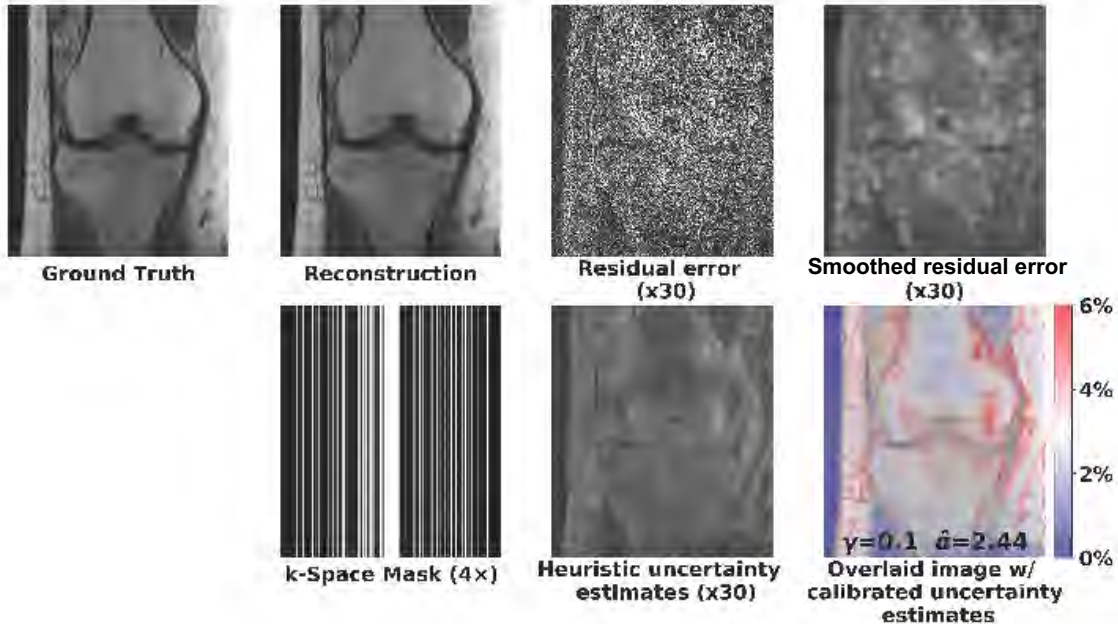 Ground Truth
Reconstruction
Residual error
(x30)
Smoothed residual error
(x30)
k-Space Mask (4×)
Heuristic uncertainty
estimates (x30)
γ=0.1 α̂=2.44
Overlaid image w/
calibrated uncertainty
estimates
6%
4%
2%
0%